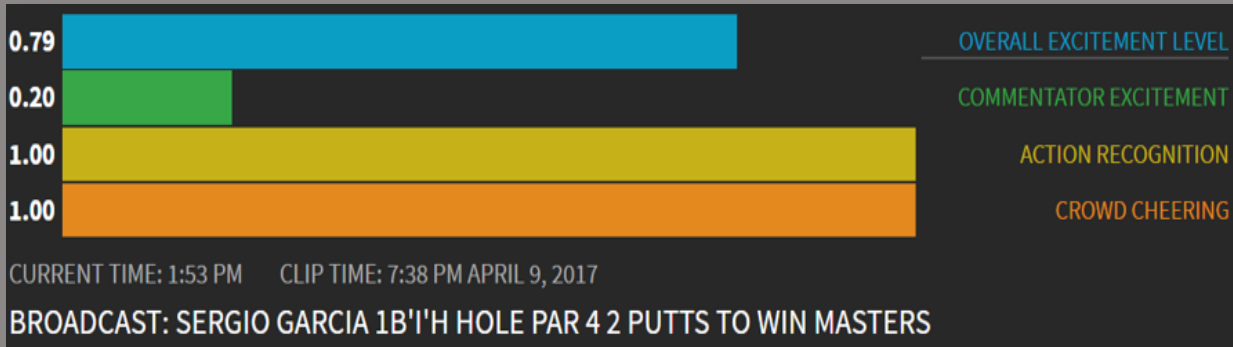 0.79 OVERALL EXCITEMENT LEVEL
0.20 COMMENTATOR EXCITEMENT
1.00 ACTION RECOGNITION
1.00 CROWD CHEERING
CURRENT TIME: 1:53 PM CLIP TIME: 7:38 PM APRIL 9, 2017
BROADCAST: SERGIO GARCIA 1B'I'H HOLE PAR 4 2 PUTTS TO WIN MASTERS